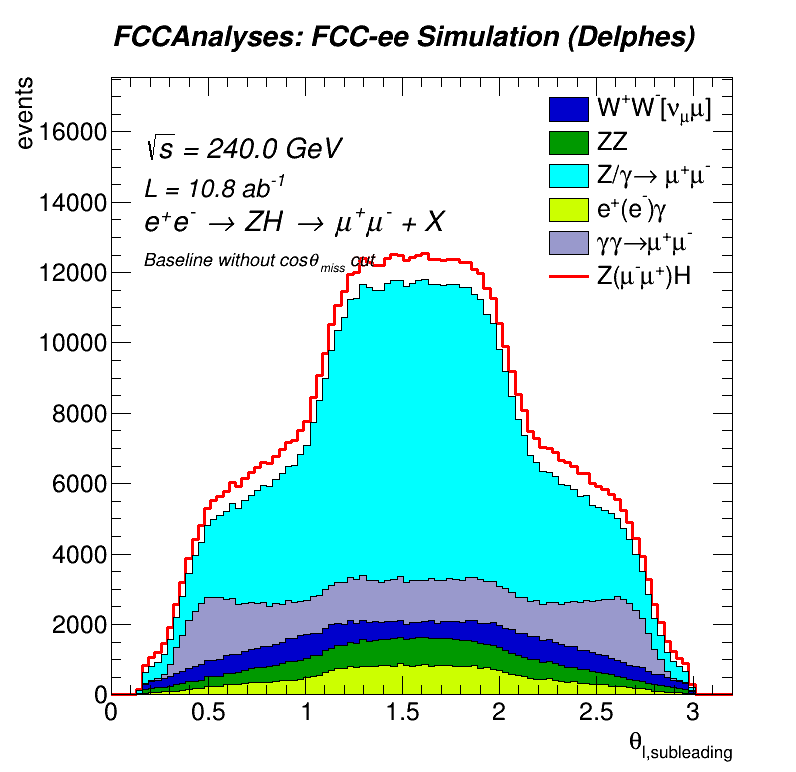 FCCAnalyses: FCC-ee Simulation (Delphes)
events
√s = 240.0 GeV
L = 10.8 ab⁻¹
e⁺e⁻ → ZH → μ⁺μ⁻ + X
Baseline without cosθ_miss cut
W⁺W⁻[ν_μμ]
ZZ
Z/γ→ μ⁺μ⁻
e⁺(e⁻)γ
γγ→μ⁺μ⁻
Z(μ⁻μ⁺)H
16000
14000
12000
10000
8000
6000
4000
2000
0
0 0.5 1 1.5 2 2.5 3
θ_l,subleading